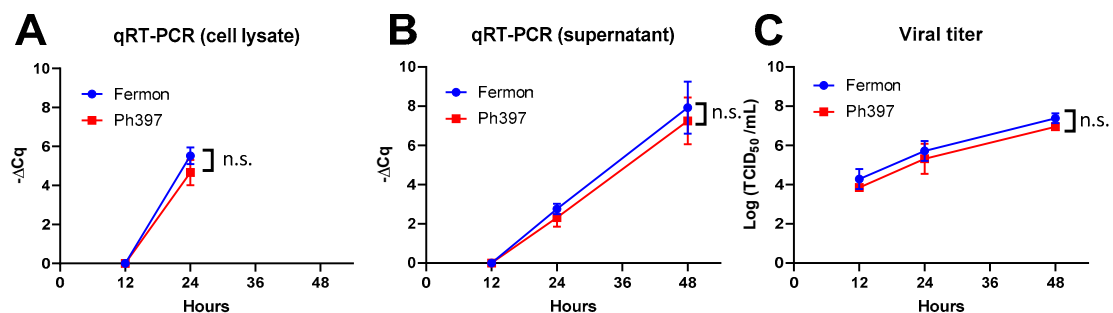 A
qRT-PCR (cell lysate)
10
8
6
4
2
0
-ΔCq
Fermon
Ph397
n.s.
0
12
24
36
48
Hours
B
qRT-PCR (supernatant)
10
8
6
4
2
0
-ΔCq
Fermon
Ph397
n.s.
0
12
24
36
48
Hours
C
Viral titer
10
8
6
4
2
0
Log (TCID50 /mL)
Fermon
Ph397
n.s.
0
12
24
36
48
Hours